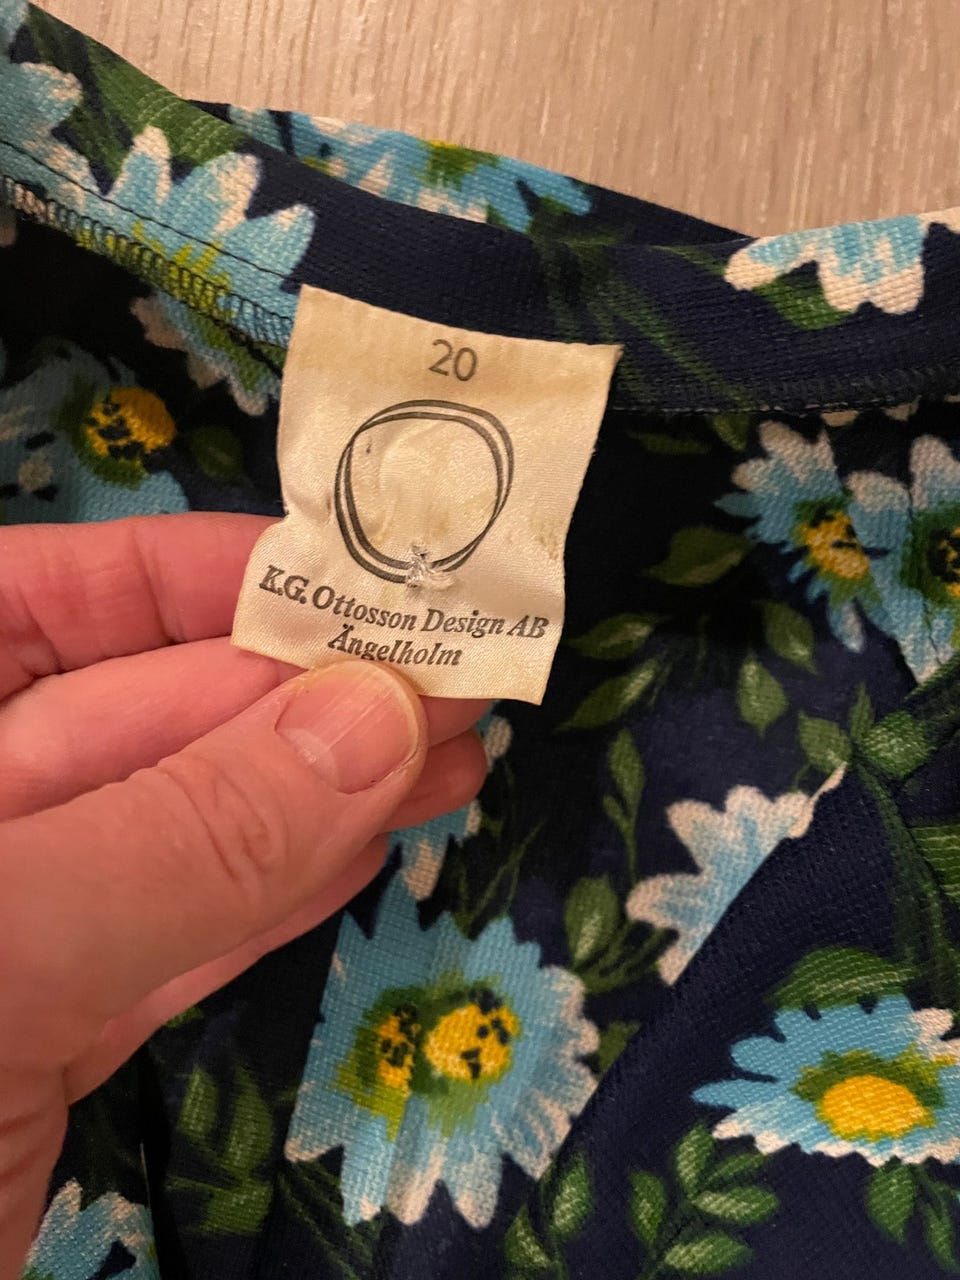 20
K.G. Ottosson Design AB
Ängelholm